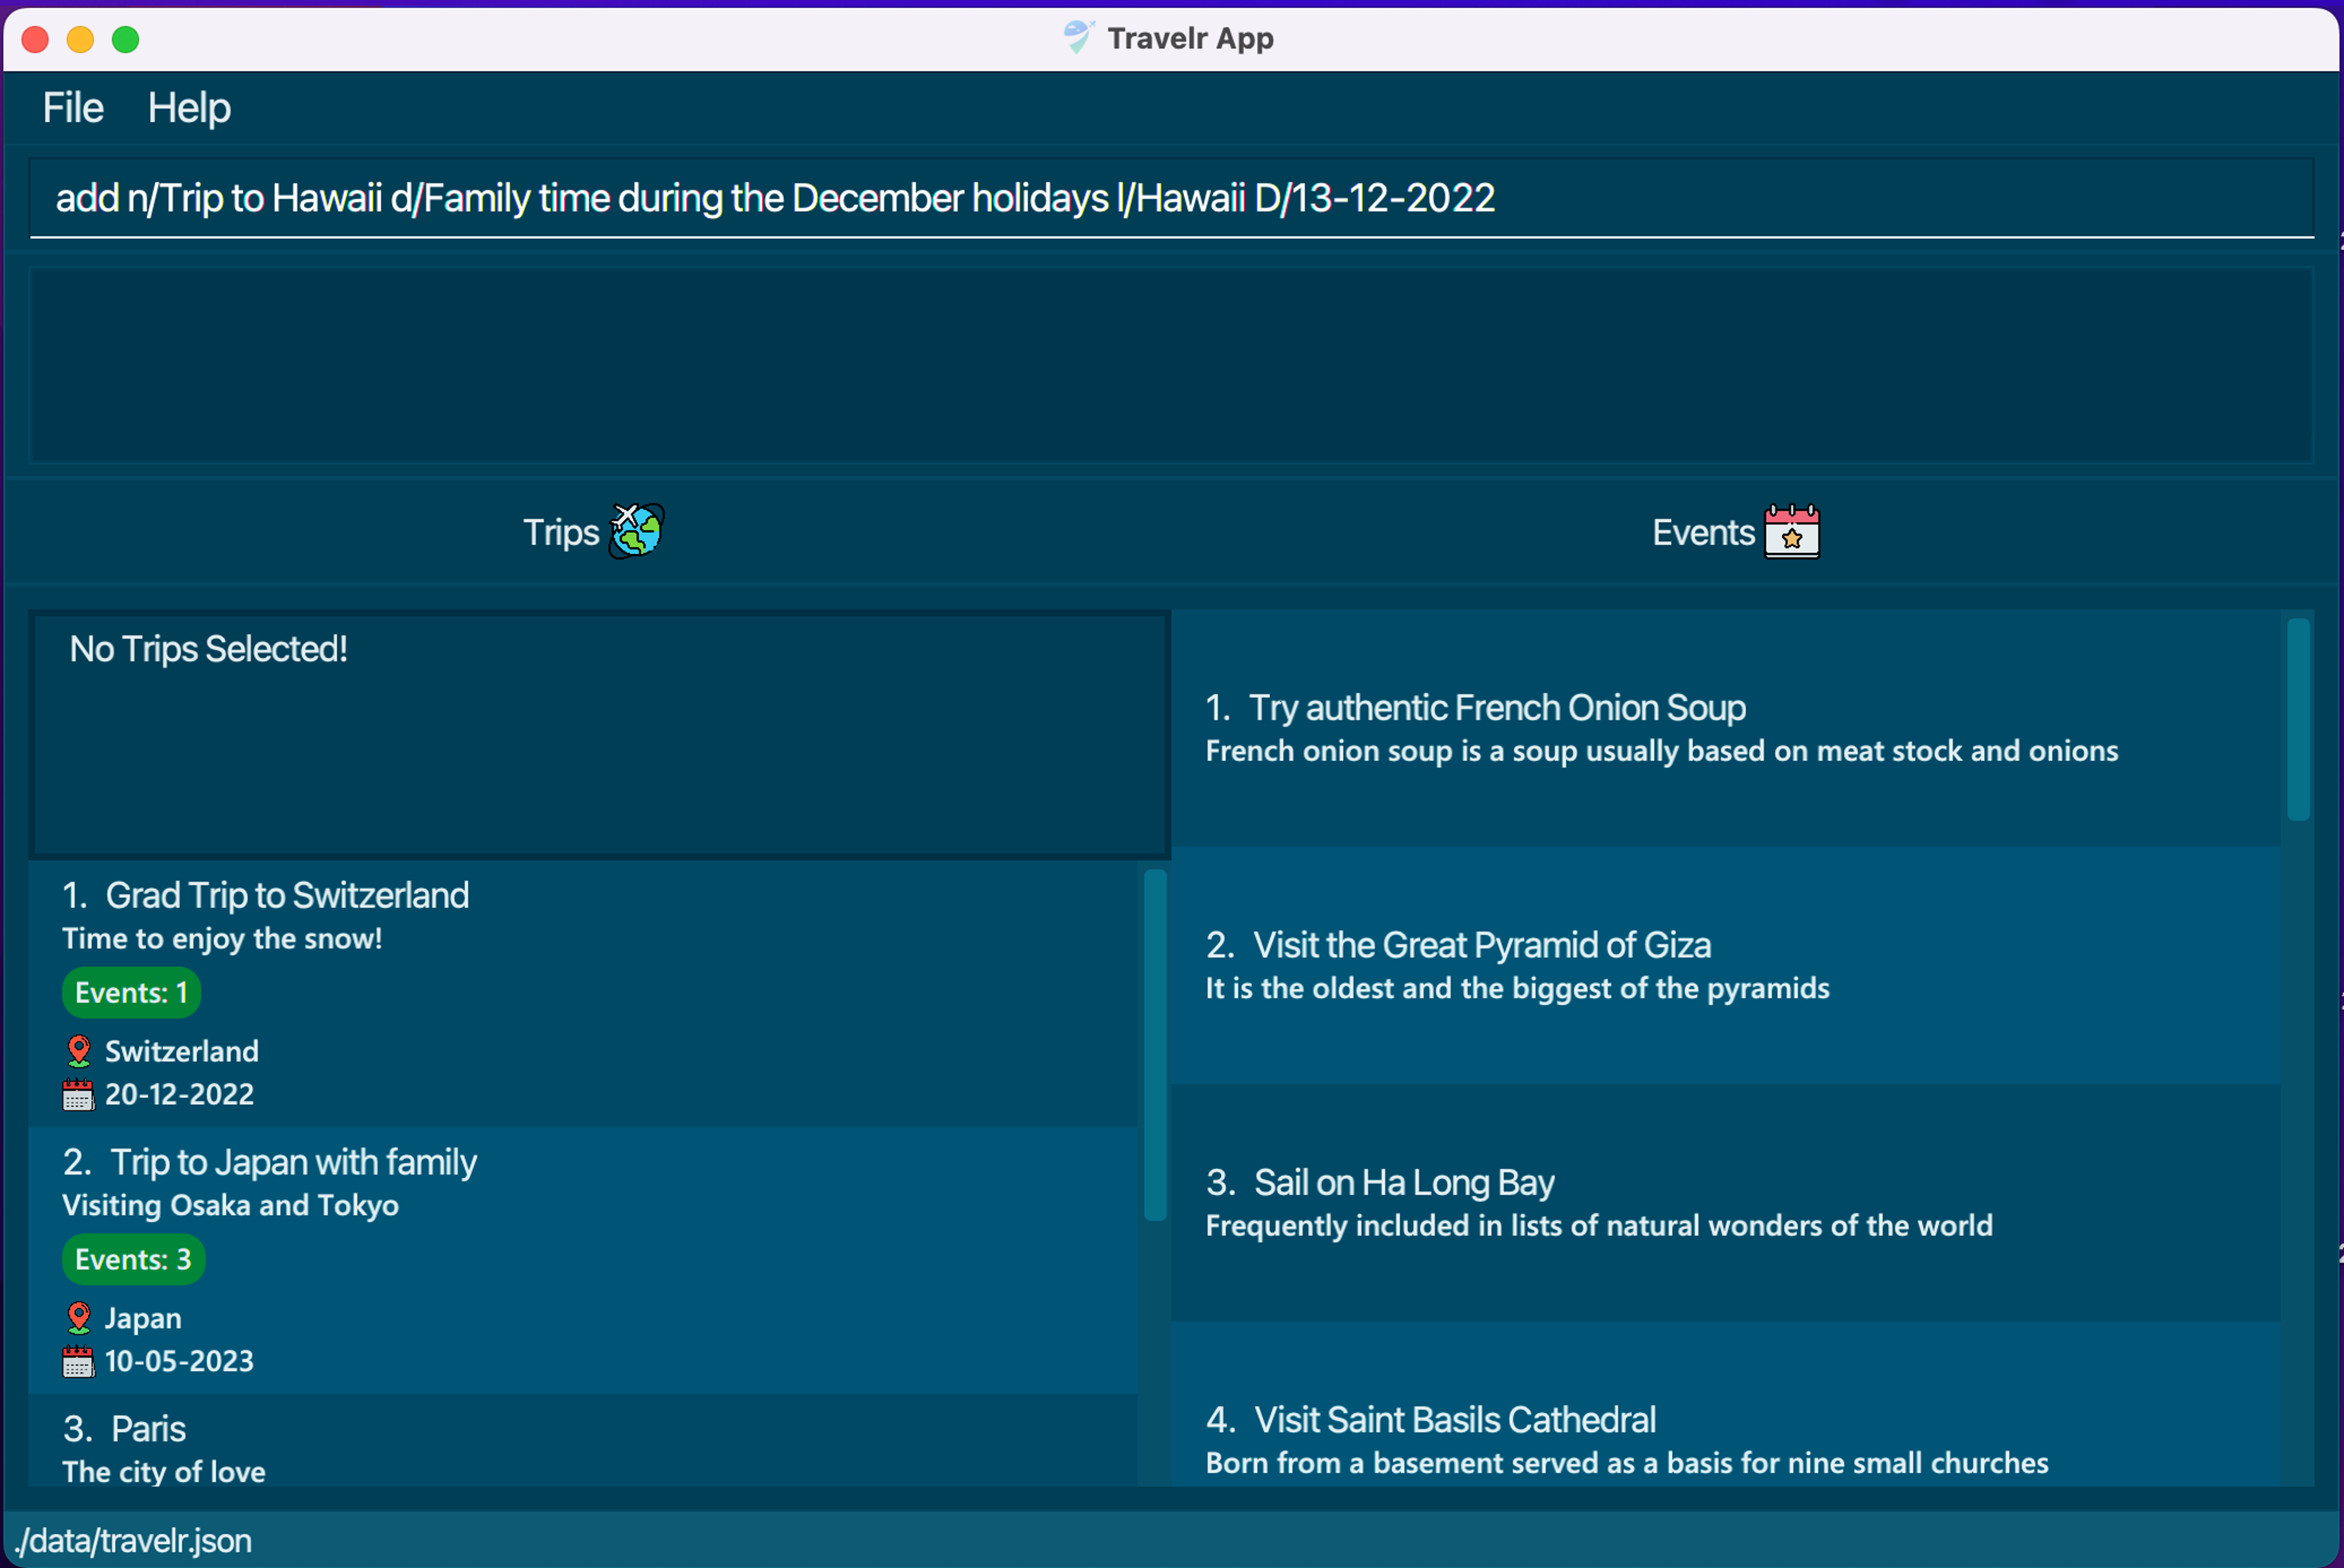 Travelr App
File Help
add n/Trip to Hawaii d/Family time during the December holidays l/Hawaii D/13-12-2022
Trips
Events
No Trips Selected!
1. Grad Trip to Switzerland
Time to enjoy the snow!
Events: 1
Switzerland
20-12-2022
2. Trip to Japan with family
Visiting Osaka and Tokyo
Events: 3
Japan
10-05-2023
3. Paris
The city of love
1. Try authentic French Onion Soup
French onion soup is a soup usually based on meat stock and onions
2. Visit the Great Pyramid of Giza
It is the oldest and the biggest of the pyramids
3. Sail on Ha Long Bay
Frequently included in lists of natural wonders of the world
4. Visit Saint Basils Cathedral
Born from a basement served as a basis for nine small churches
./data/travelr.json